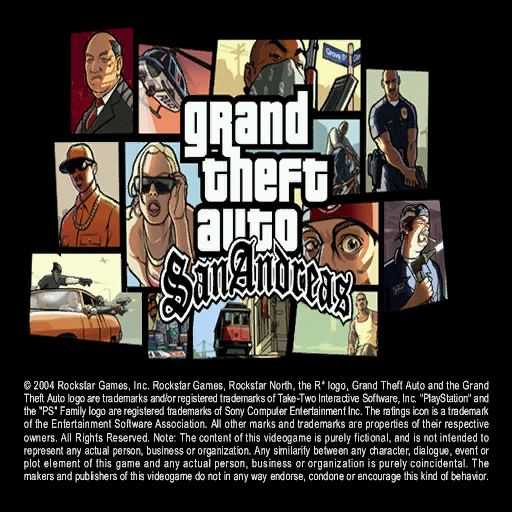 Grove St
grand
theft
auto
San Andreas
© 2004 Rockstar Games, Inc. Rockstar Games, Rockstar North, the R* logo, Grand Theft Auto and the Grand
Theft Auto logo are trademarks and/or registered trademarks of Take-Two Interactive Software, Inc. "PlayStation" and
the "PS" Family logo are registered trademarks of Sony Computer Entertainment Inc. The ratings icon is a trademark
of the Entertainment Software Association. All other marks and trademarks are properties of their respective
owners. All Rights Reserved. Note: The content of this videogame is purely fictional, and is not intended to
represent any actual person, business or organization. Any similarity between any character, dialogue, event or
plot element of this game and any actual person, business or organization is purely coincidental. The
makers and publishers of this videogame do not in any way endorse, condone or encourage this kind of behavior.